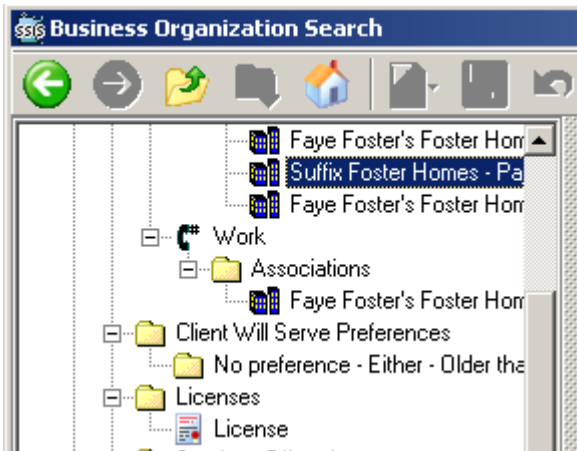 ssis Business Organization Search
Faye Foster's Foster Hom
Suffix Foster Homes - Pa
Faye Foster's Foster Hom
Work
Associations
Faye Foster's Foster Hom
Client Will Serve Preferences
No preference - Either - Older tha
Licenses
License